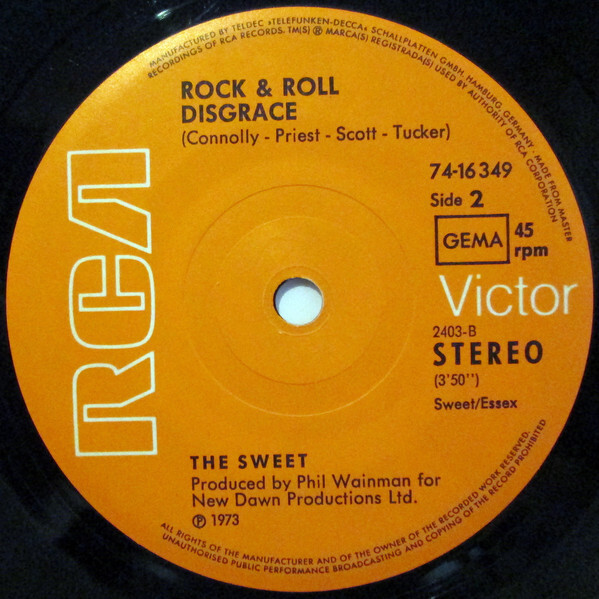 MANUFACTURED BY TELDEC »TELEFUNKEN-DECCA« SCHALLPLATTEN GMBH, HAMBURG, GERMANY · MADE FROM MASTER
RECORDINGS OF RCA RECORDS. TM(S) ® MARCA(S) REGISTRADA(S) USED BY AUTHORITY OF RCA CORPORATION
ROCK & ROLL
DISGRACE
(Connolly - Priest - Scott - Tucker)
74-16349
Side 2
GEMA
45
rpm
RCA
Victor
2403-B
STEREO
(3'50'')
Sweet/Essex
THE SWEET
Produced by Phil Wainman for
New Dawn Productions Ltd.
℗ 1973
ALL RIGHTS OF THE MANUFACTURER AND OF THE OWNER OF THE RECORDED WORK RESERVED.
UNAUTHORISED PUBLIC PERFORMANCE BROADCASTING AND COPYING OF THE RECORD PROHIBITED